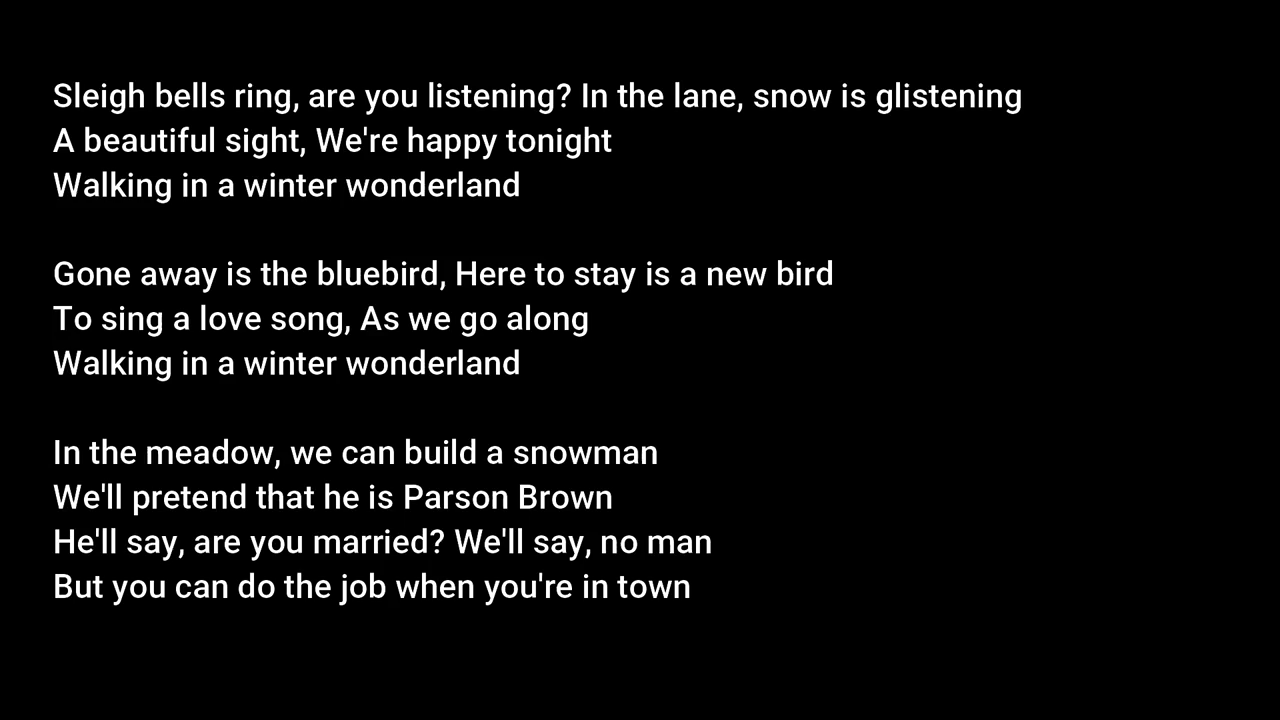 Sleigh bells ring, are you listening? In the lane, snow is glistening
A beautiful sight, We're happy tonight
Walking in a winter wonderland
Gone away is the bluebird, Here to stay is a new bird
To sing a love song, As we go along
Walking in a winter wonderland
In the meadow, we can build a snowman
We'll pretend that he is Parson Brown
He'll say, are you married? We'll say, no man
But you can do the job when you're in town